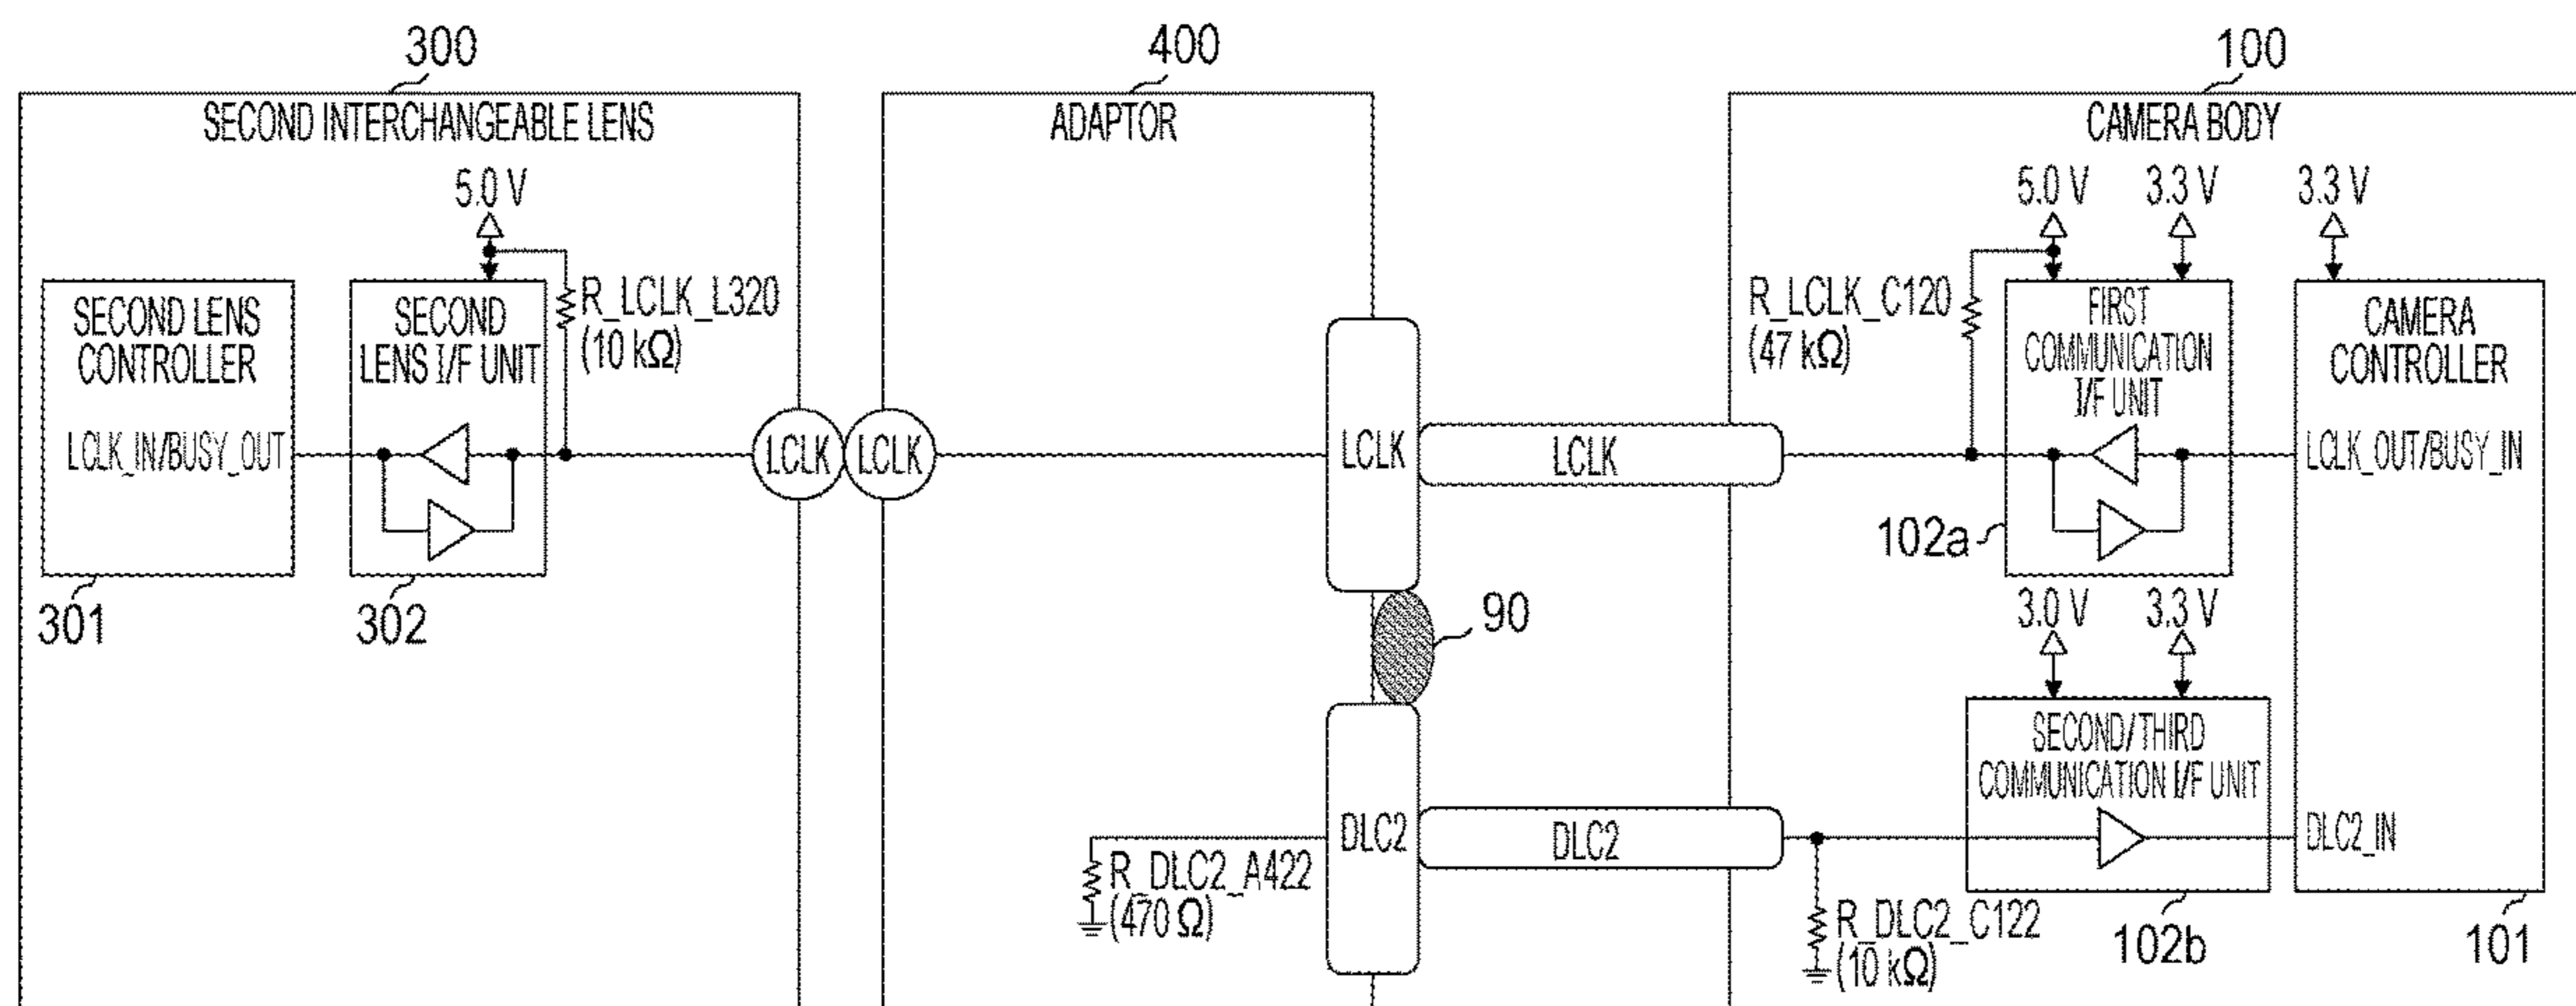 300
400
100
SECOND INTERCHANGEABLE LENS
ADAPTOR
CAMERA BODY
5.0 V
5.0 V
3.3 V
3.3 V
SECOND LENS
CONTROLLER
LCLK_IN/BUSY_OUT
301
SECOND
LENS I/F UNIT
302
R_LCLK_L320
(10 kΩ)
LCLK
LCLK
LCLK
LCLK
R_LCLK_C120
(47 kΩ)
FIRST
COMMUNICATION
I/F UNIT
102a
CAMERA
CONTROLLER
LCLK_OUT/BUSY_IN
90
3.0 V
3.3 V
SECOND/THIRD
COMMUNICATION I/F UNIT
DLC2
DLC2
DLC2_IN
R_DLC2_A422
(470 Ω)
R_DLC2_C122
(10 kΩ)
102b
101